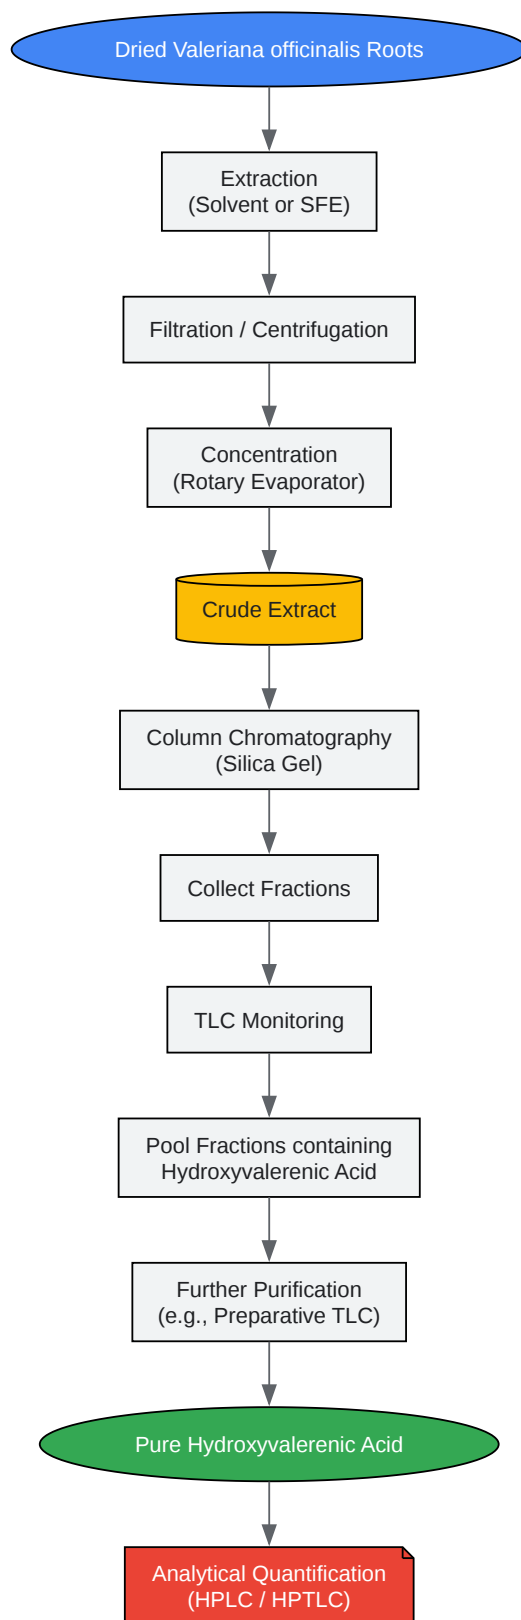 Dried Valeriana officinalis Roots
Extraction
(Solvent or SFE)
Filtration / Centrifugation
Concentration
(Rotary Evaporator)
Crude Extract
Column Chromatography
(Silica Gel)
Collect Fractions
TLC Monitoring
Pool Fractions containing
Hydroxyvalerenic Acid
Further Purification
(e.g., Preparative TLC)
Pure Hydroxyvalerenic Acid
Analytical Quantification
(HPLC / HPTLC)